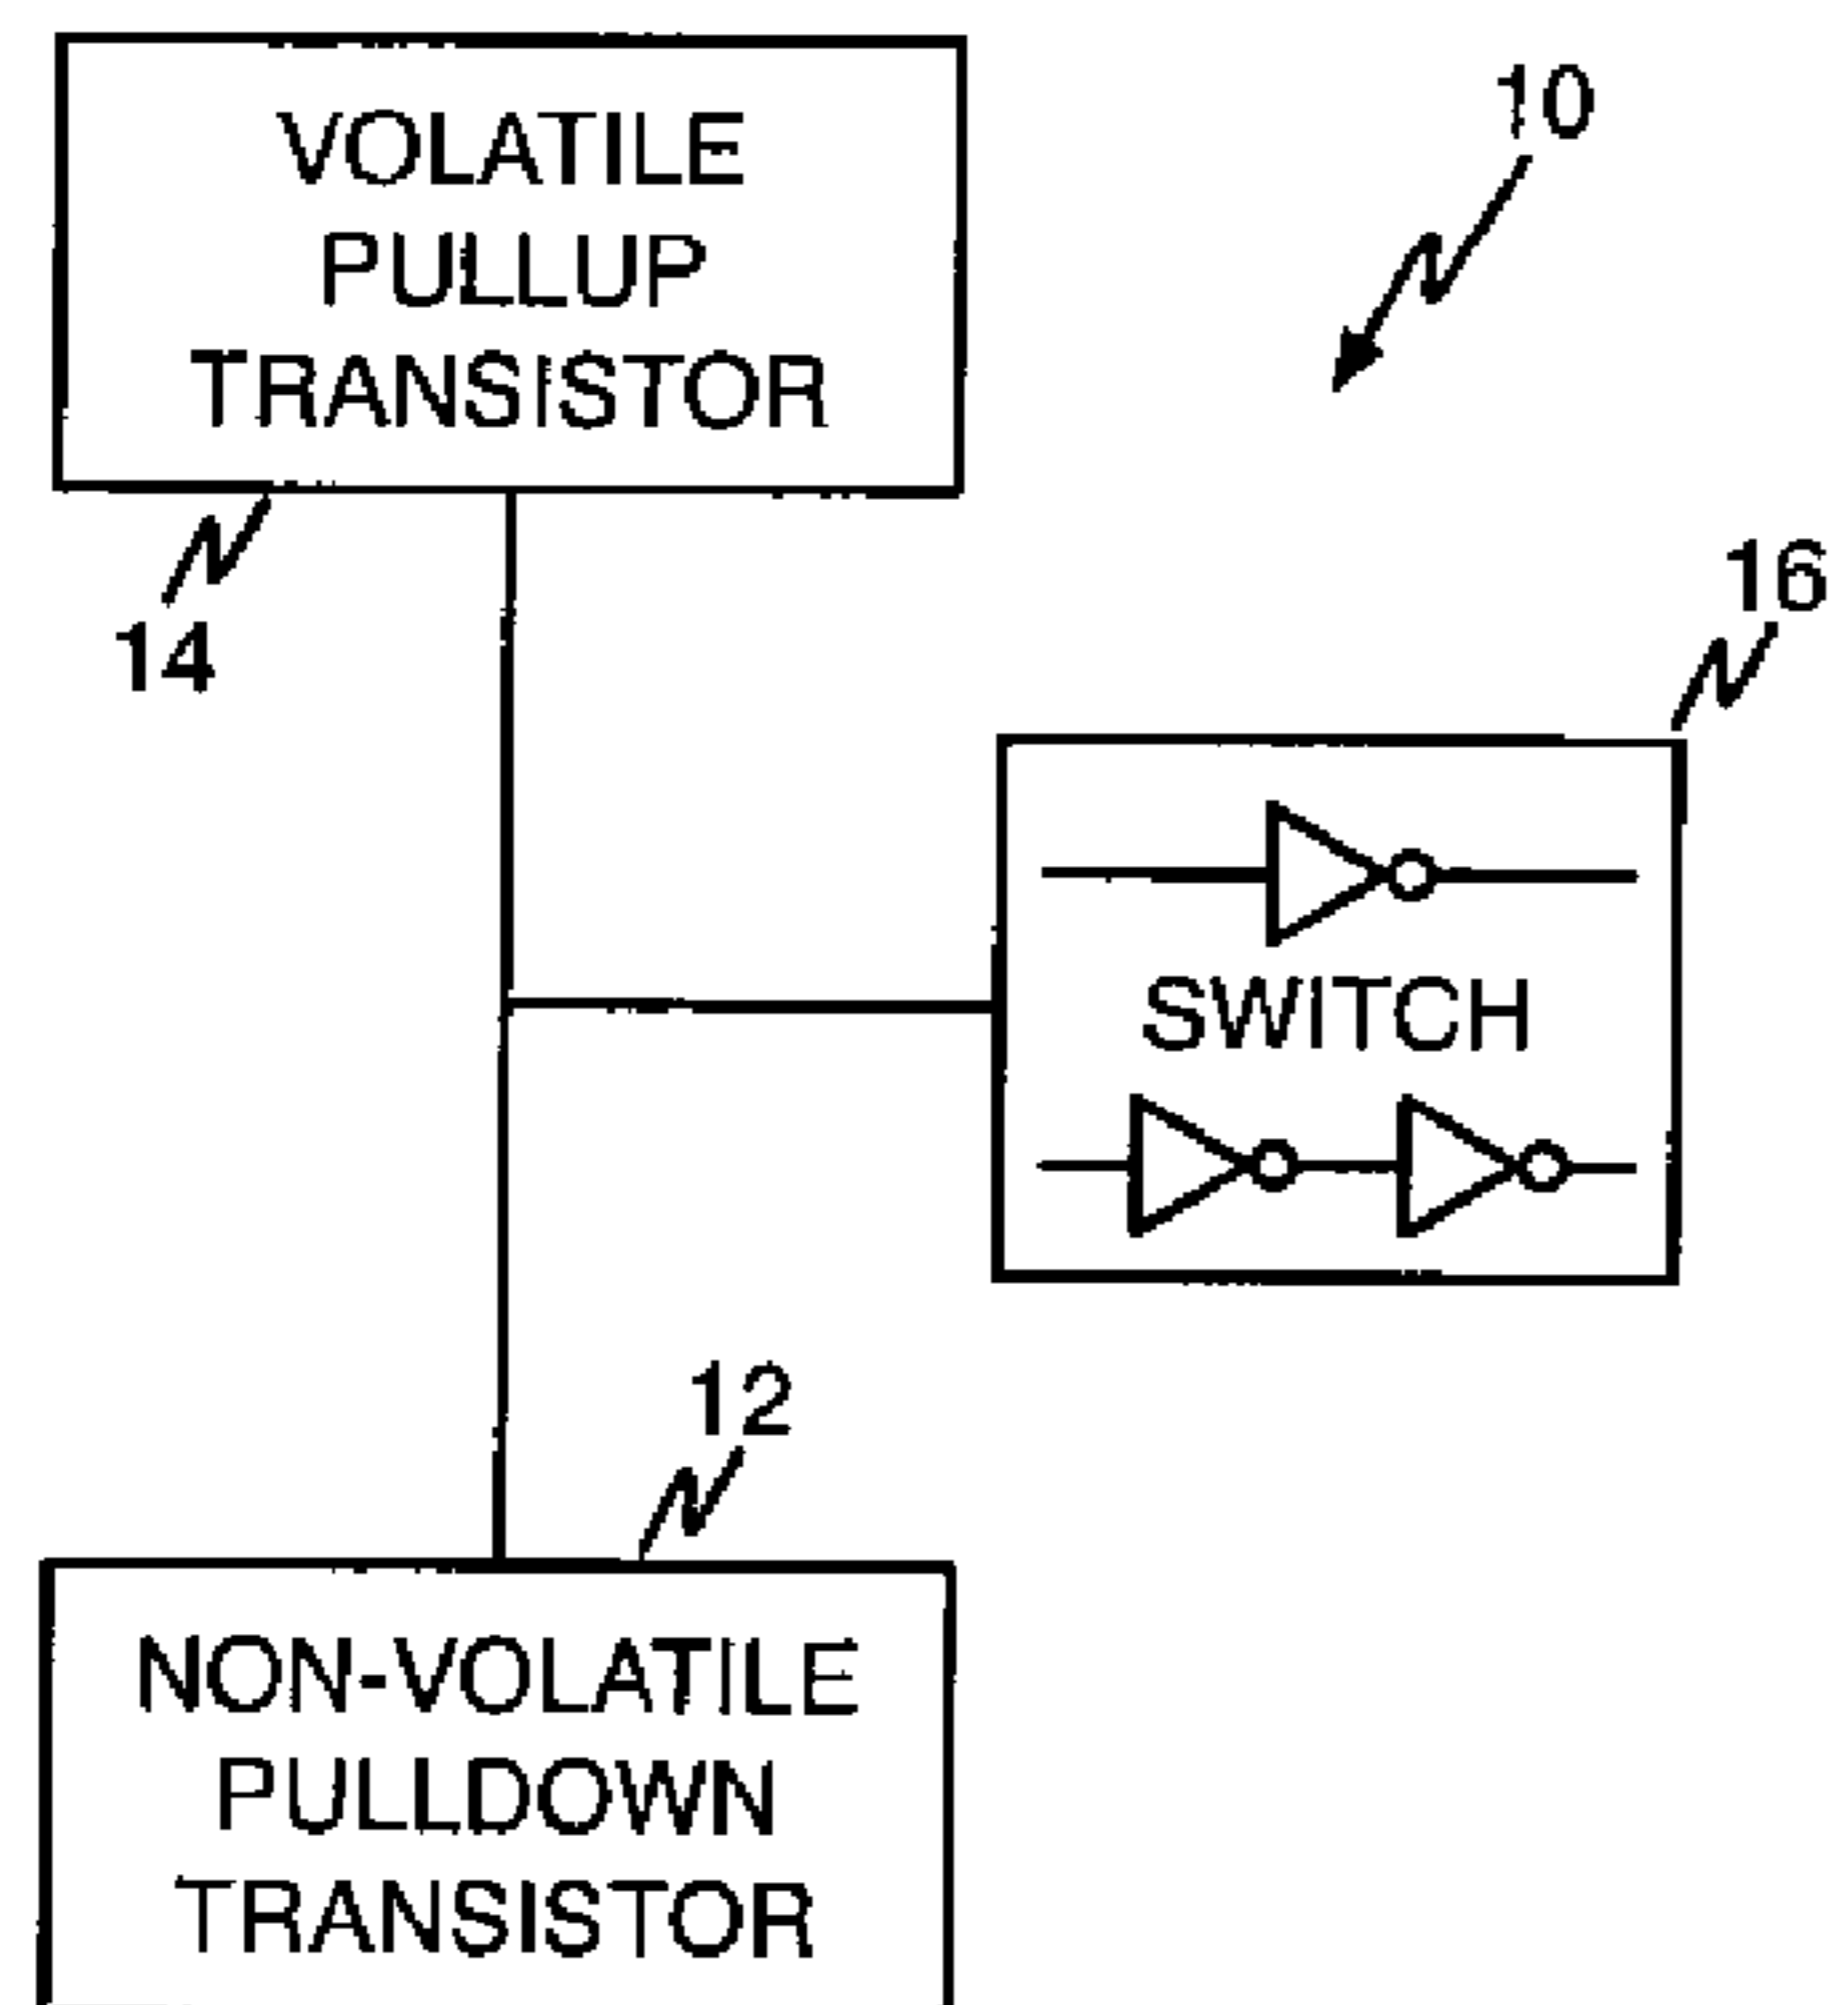 VOLATILE
PULLUP
TRANSISTOR
10
14
16
SWITCH
12
NON-VOLATILE
PULLDOWN
TRANSISTOR